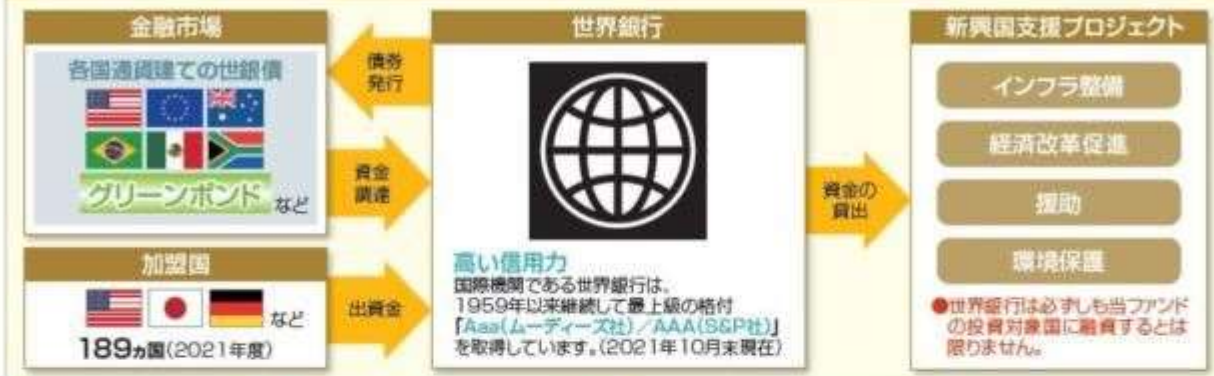 金融市場
各国通貨建ての世銀債
グリーンボンド など
加盟国
など
189ヵ国(2021年度)
債券
発行
資金
調達
出資金
世界銀行
高い信用力
国際機関である世界銀行は、
1959年以来継続して最上級の格付
「Aaa(ムーディーズ社)／AAA(S&P社)」
を取得しています。(2021年10月末現在)
資金の
貸出
新興国支援プロジェクト
インフラ整備
経済改革促進
援助
環境保護
●世界銀行は必ずしも当ファンド
の投資対象国に融資するとは
限りません。